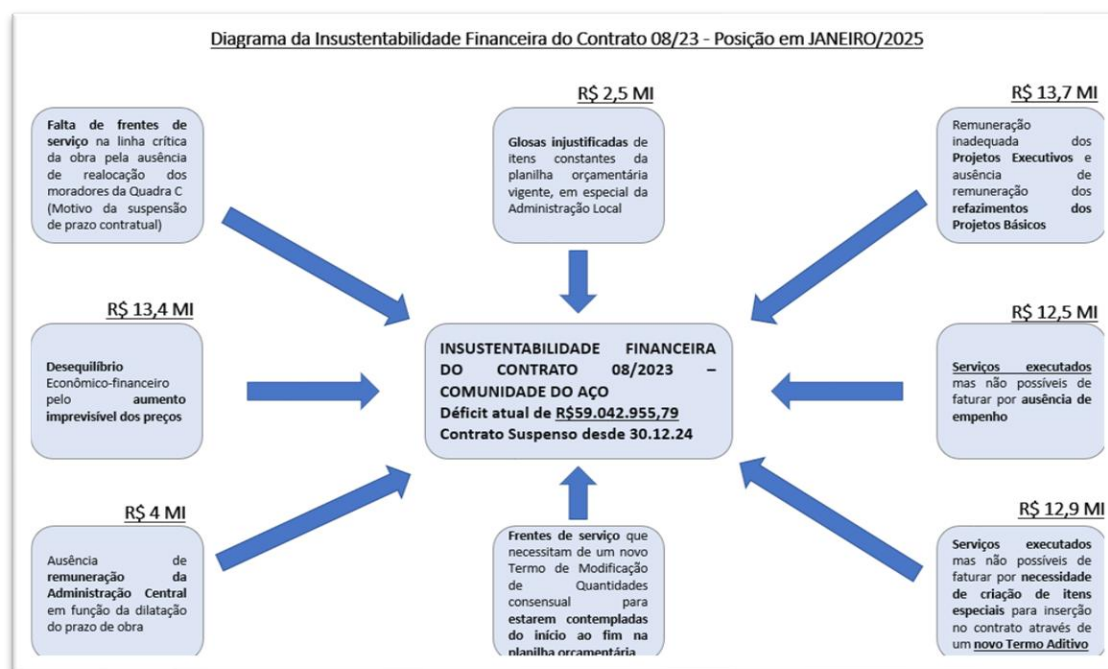 Diagrama da Insustentabilidade Financeira do Contrato 08/23 - Posição em JANEIRO/2025
Falta de frentes de
serviço na linha crítica
da obra pela ausência
de realocação dos
moradores da Quadra C
(Motivo da suspensão
de prazo contratual)
R$ 2,5 MI
Glosas injustificadas de
itens constantes da
planilha orçamentária
vigente, em especial da
Administração Local
R$ 13,7 MI
Remuneração
inadequada dos
Projetos Executivos e
ausência de
remuneração dos
refazimentos dos
Projetos Básicos
R$ 13,4 MI
Desequilíbrio
Econômico-financeiro
pelo aumento
imprevisível dos preços
INSUSTENTABILIDADE FINANCEIRA
DO CONTRATO 08/2023 –
COMUNIDADE DO AÇO
Déficit atual de R$59.042.955,79
Contrato Suspenso desde 30.12.24
R$ 12,5 MI
Serviços executados
mas não possíveis de
faturar por ausência de
empenho
R$ 4 MI
Ausência de
remuneração da
Administração Central
em função da dilatação
do prazo de obra
Frentes de serviço que
necessitam de um novo
Termo de Modificação
de Quantidades
consensual para
estarem contempladas
do início ao fim na
planilha orçamentária
R$ 12,9 MI
Serviços executados
mas não possíveis de
faturar por necessidade
de criação de itens
especiais para inserção
no contrato através de
um novo Termo Aditivo